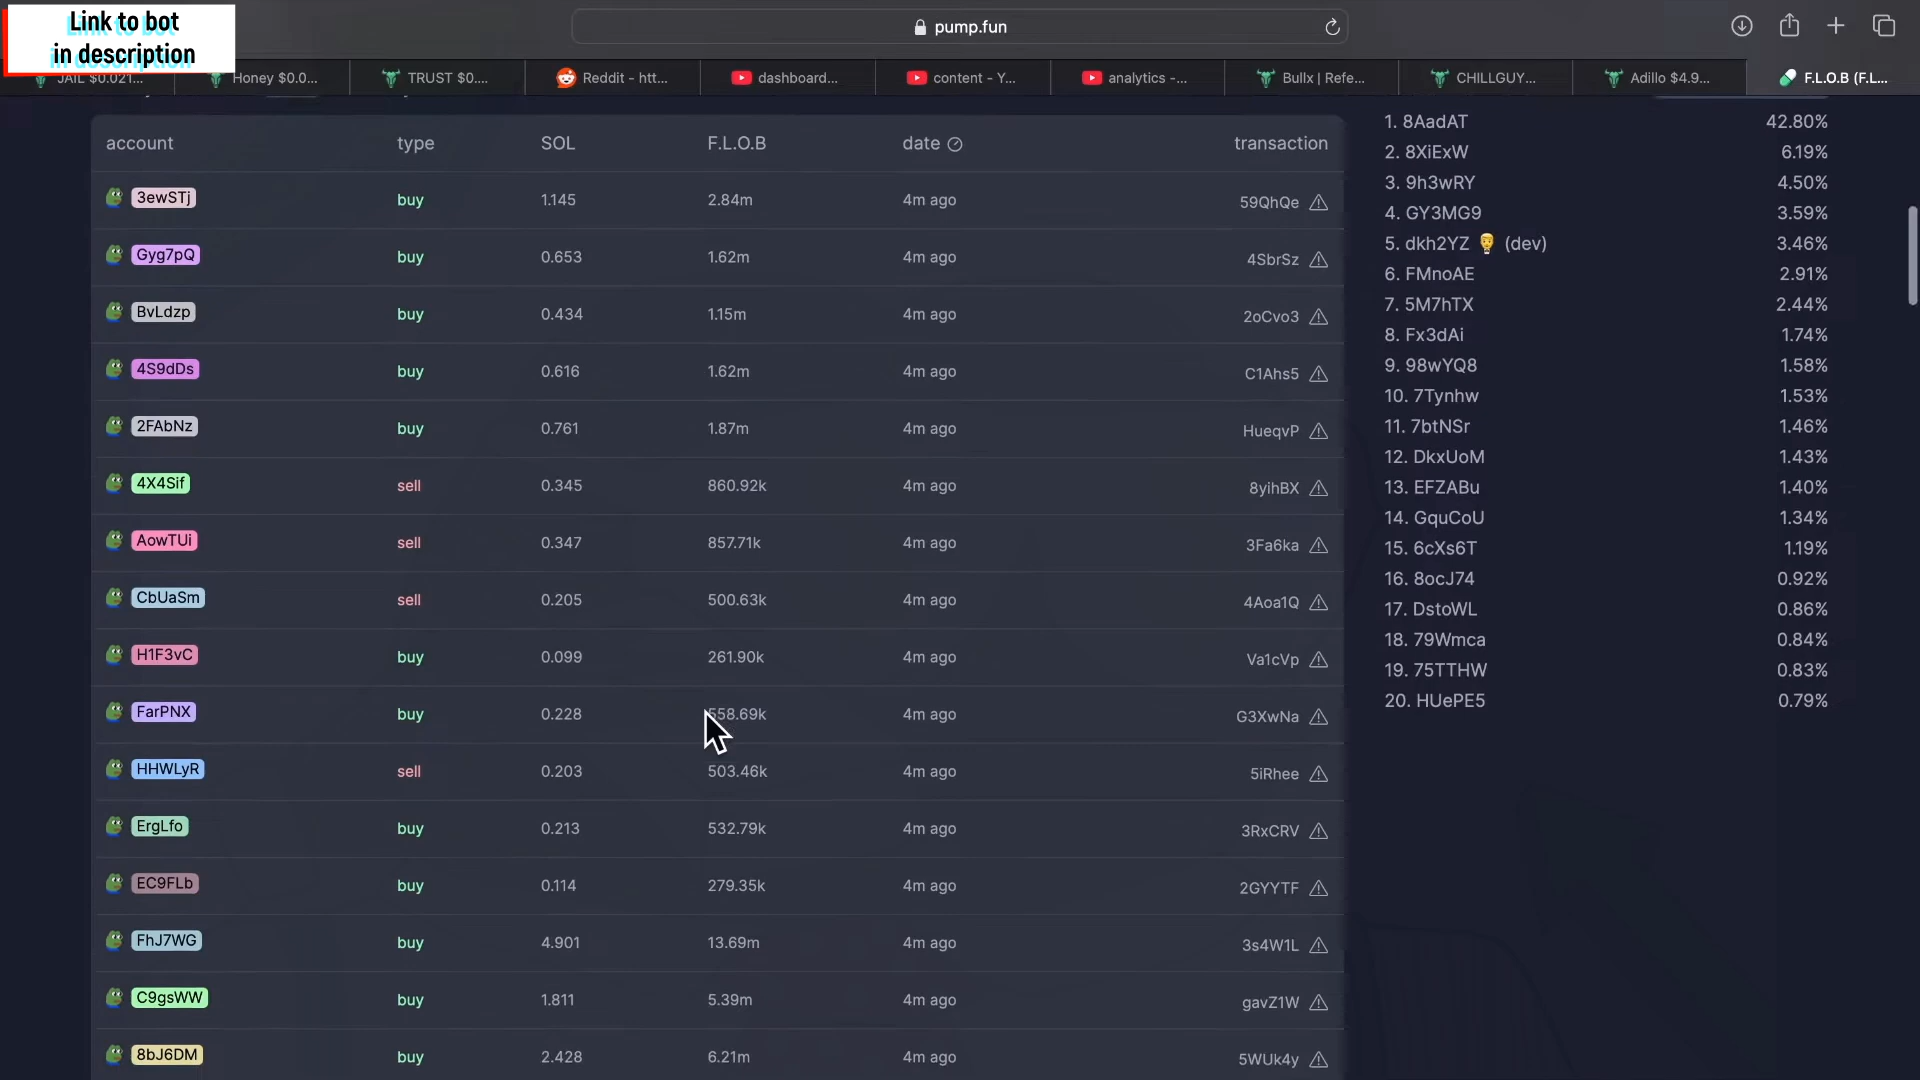 Link to bot
in description
pump.fun
JAIL $0.021...
Honey $0.0...
TRUST $0....
Reddit - htt...
dashboard...
content - Y...
analytics -...
Bullx | Refe...
CHILLGUY...
Adillo $4.9...
F.L.O.B (F.L...
account type SOL F.L.O.B date transaction
3ewSTj buy 1.145 2.84m 4m ago 59QhQe
Gyg7pQ buy 0.653 1.62m 4m ago 4SbrSz
BvLdzp buy 0.434 1.15m 4m ago 2oCvo3
4S9dDs buy 0.616 1.62m 4m ago C1Ahs5
2FAbNz buy 0.761 1.87m 4m ago HueqvP
4X4Sif sell 0.345 860.92k 4m ago 8yihBX
AowTUi sell 0.347 857.71k 4m ago 3Fa6ka
CbUaSm sell 0.205 500.63k 4m ago 4Aoa1Q
H1F3vC buy 0.099 261.90k 4m ago Va1cVp
FarPNX buy 0.228 558.69k 4m ago G3XwNa
HHWLyR sell 0.203 503.46k 4m ago 5iRhee
ErgLfo buy 0.213 532.79k 4m ago 3RxCRV
EC9FLb buy 0.114 279.35k 4m ago 2GYYTF
FhJ7WG buy 4.901 13.69m 4m ago 3s4W1L
C9gsWW buy 1.811 5.39m 4m ago gavZ1W
8bJ6DM buy 2.428 6.21m 4m ago 5WUk4y
1. 8AadAT 42.80%
2. 8XiExW 6.19%
3. 9h3wRY 4.50%
4. GY3MG9 3.59%
5. dkh2YZ (dev) 3.46%
6. FMnoAE 2.91%
7. 5M7hTX 2.44%
8. Fx3dAi 1.74%
9. 98wYQ8 1.58%
10. 7Tynhw 1.53%
11. 7btNSr 1.46%
12. DkxUoM 1.43%
13. EFZABu 1.40%
14. GquCoU 1.34%
15. 6cXs6T 1.19%
16. 8ocJ74 0.92%
17. DstoWL 0.86%
18. 79Wmca 0.84%
19. 75TTHW 0.83%
20. HUePE5 0.79%